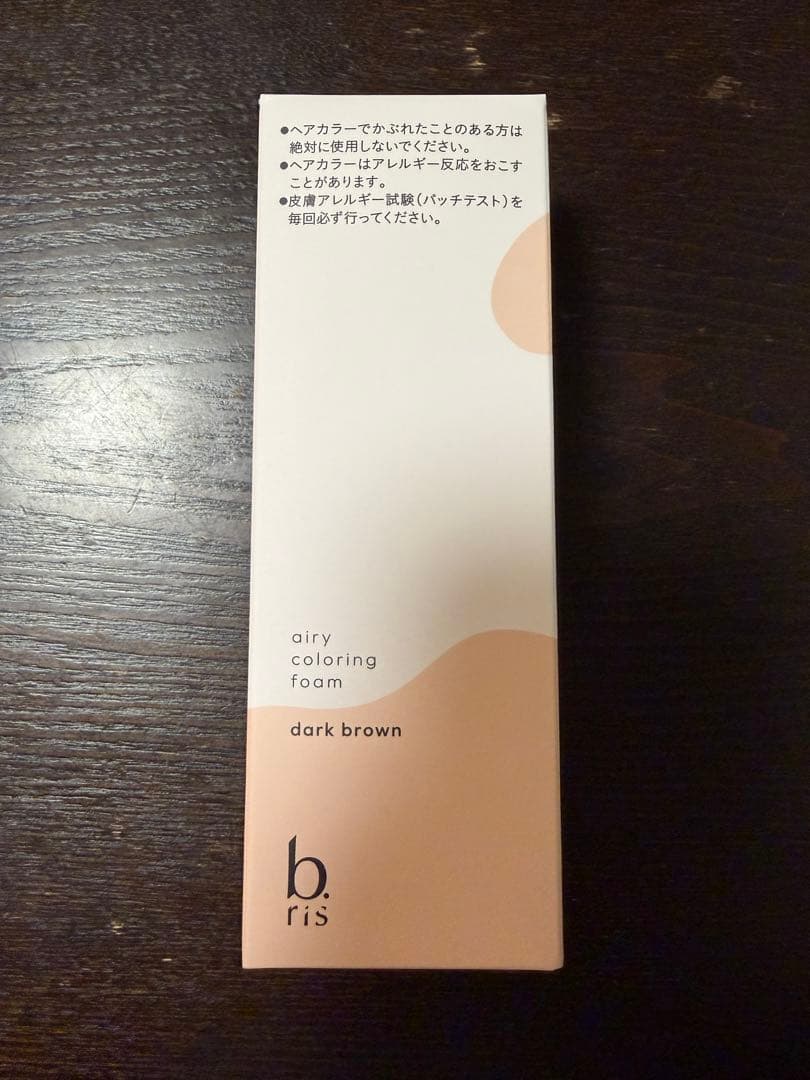 ●ヘアカラーでかぶれたことのある方は
絶対に使用しないでください。
●ヘアカラーはアレルギー反応をおこす
ことがあります。
●皮膚アレルギー試験(パッチテスト)を
毎回必ず行ってください。
airy
coloring
foam
dark brown
b.
ris